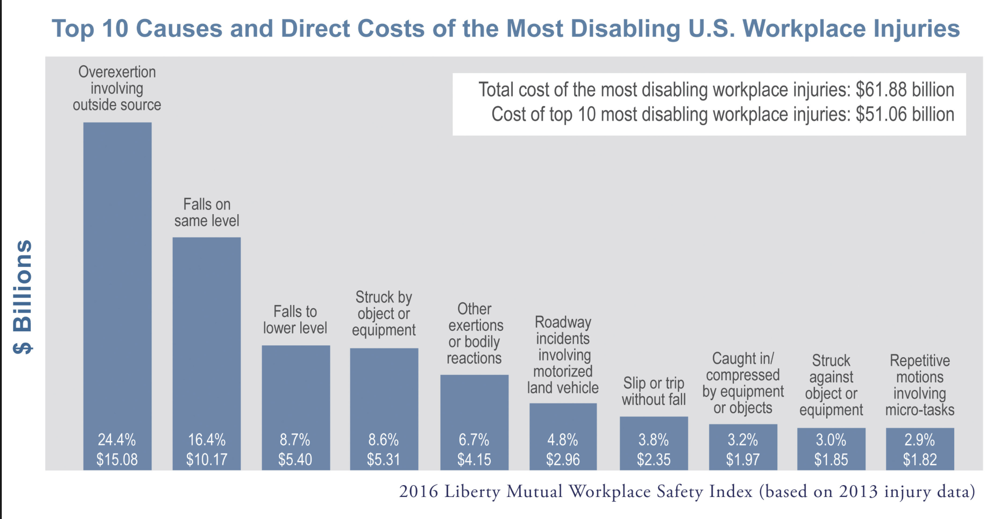 Top 10 Causes and Direct Costs of the Most Disabling U.S. Workplace Injuries
$ Billions
Total cost of the most disabling workplace injuries: $61.88 billion
Cost of top 10 most disabling workplace injuries: $51.06 billion
Overexertion
involving
outside source
24.4%
$15.08
Falls on
same level
16.4%
$10.17
Falls to
lower level
8.7%
$5.40
Struck by
object or
equipment
8.6%
$5.31
Other
exertions
or bodily
reactions
6.7%
$4.15
Roadway
incidents
involving
motorized
land vehicle
4.8%
$2.96
Slip or trip
without fall
3.8%
$2.35
Caught in/
compressed
by equipment
or objects
3.2%
$1.97
Struck
against
object or
equipment
3.0%
$1.85
Repetitive
motions
involving
micro-tasks
2.9%
$1.82
2016 Liberty Mutual Workplace Safety Index (based on 2013 injury data)